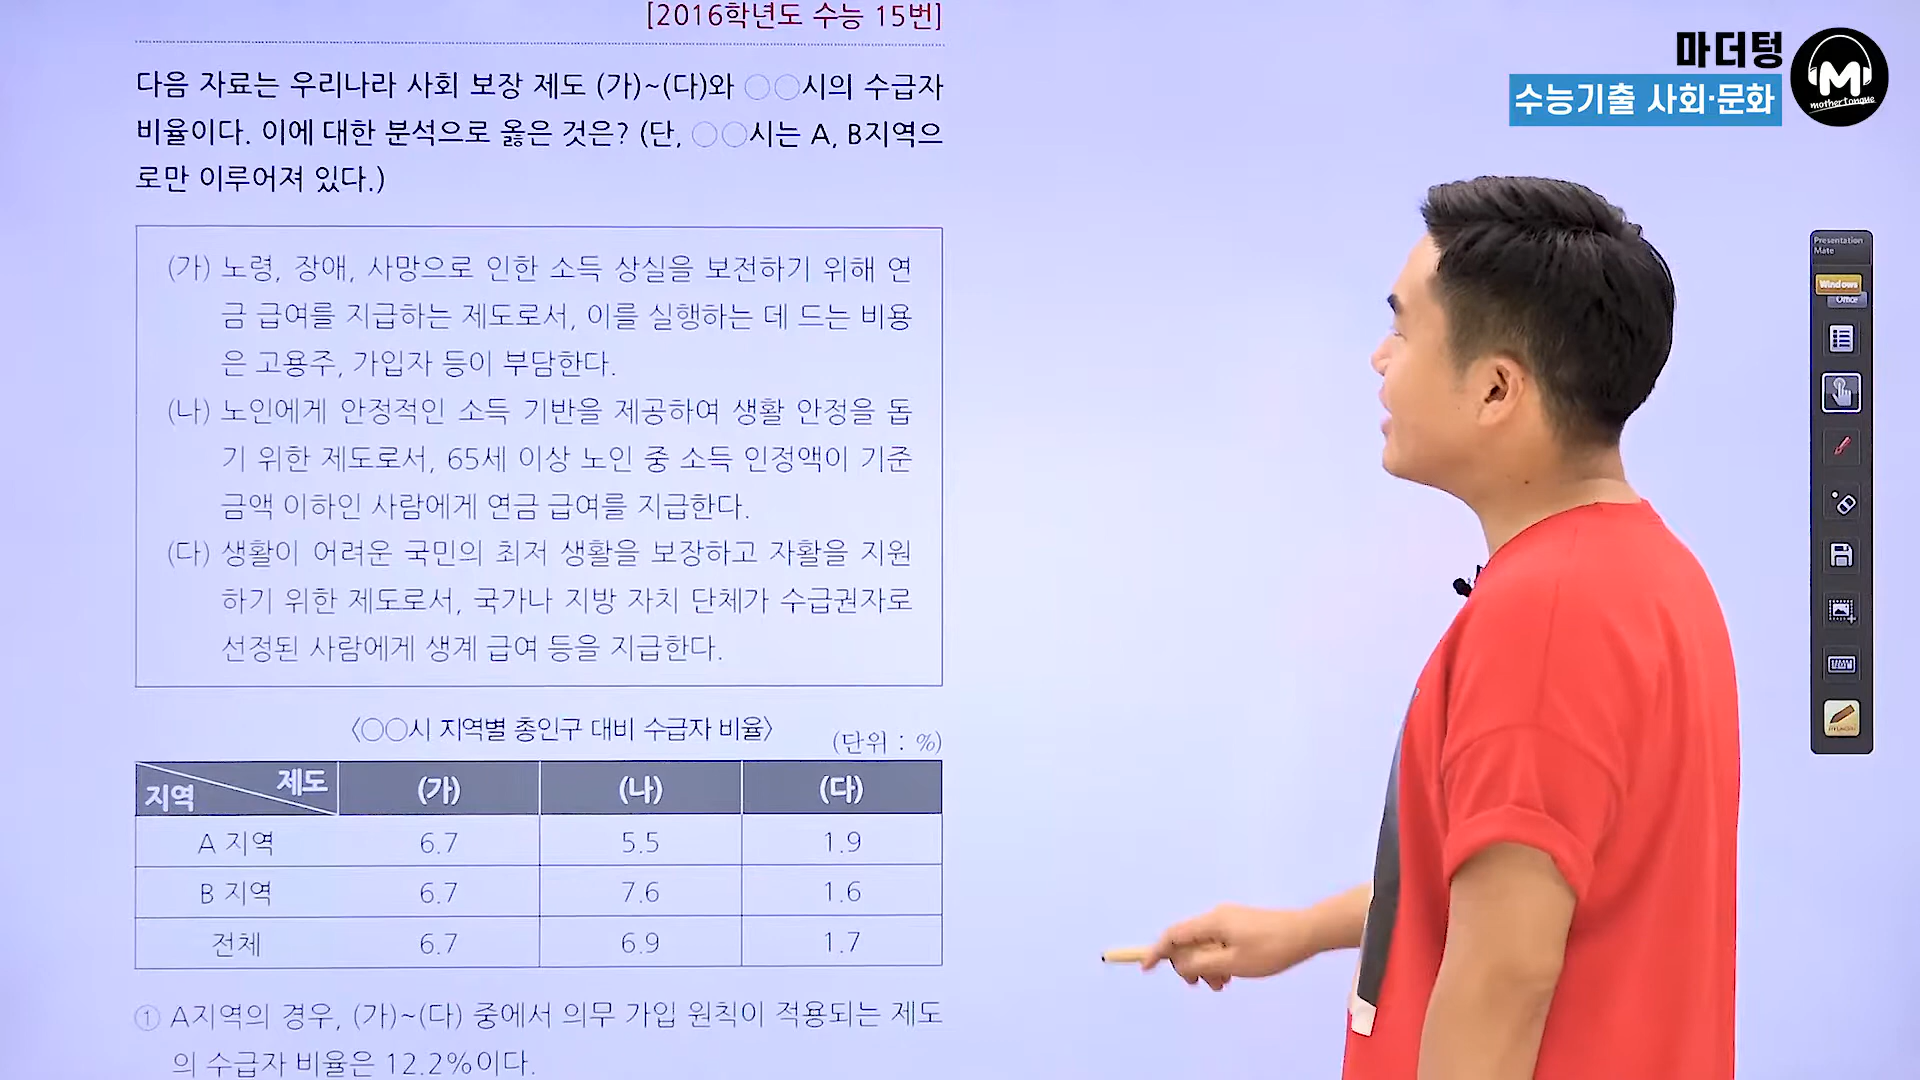 [2016학년도 수능 15번]
다음 자료는 우리나라 사회 보장 제도 (가)~(다)와 ○○시의 수급자
비율이다. 이에 대한 분석으로 옳은 것은? (단, ○○시는 A, B지역으
로만 이루어져 있다.)
(가) 노령, 장애, 사망으로 인한 소득 상실을 보전하기 위해 연
금 급여를 지급하는 제도로서, 이를 실행하는 데 드는 비용
은 고용주, 가입자 등이 부담한다.
(나) 노인에게 안정적인 소득 기반을 제공하여 생활 안정을 돕
기 위한 제도로서, 65세 이상 노인 중 소득 인정액이 기준
금액 이하인 사람에게 연금 급여를 지급한다.
(다) 생활이 어려운 국민의 최저 생활을 보장하고 자활을 지원
하기 위한 제도로서, 국가나 지방 자치 단체가 수급권자로
선정된 사람에게 생계 급여 등을 지급한다.
〈○○시 지역별 총인구 대비 수급자 비율〉
(단위 : %)
지역 제도 (가) (나) (다)
A 지역 6.7 5.5 1.9
B 지역 6.7 7.6 1.6
전체 6.7 6.9 1.7
① A지역의 경우, (가)~(다) 중에서 의무 가입 원칙이 적용되는 제도
의 수급자 비율은 12.2%이다.
마더텅
수능기출 사회·문화
M
mothertongue
Presentation
Mate
Windows
Office